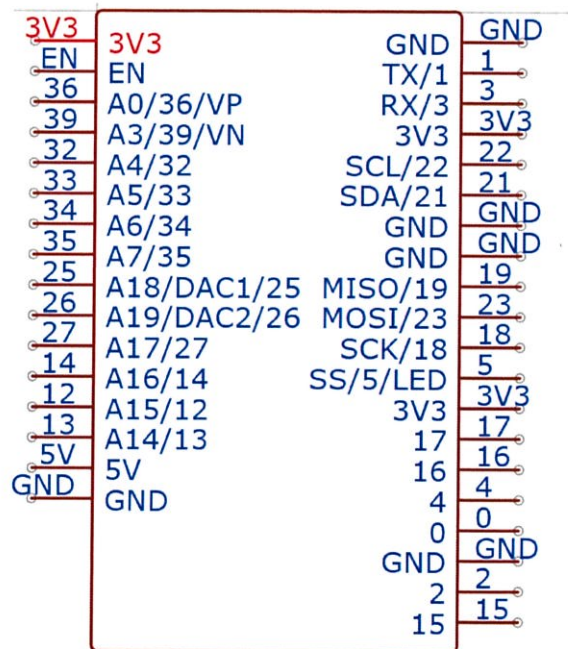 3V3 3V3 GND GND
EN EN TX/1 1
36 A0/36/VP RX/3 3
39 A3/39/VN 3V3 3V3
32 A4/32 SCL/22 22
33 A5/33 SDA/21 21
34 A6/34 GND GND
35 A7/35 GND GND
25 A18/DAC1/25 MISO/19 19
26 A19/DAC2/26 MOSI/23 23
27 A17/27 SCK/18 18
14 A16/14 SS/5/LED 5
12 A15/12 3V3 3V3
13 A14/13 17 17
5V 5V 16 16
GND GND 4 4
0 0
GND GND
2 2
15 15